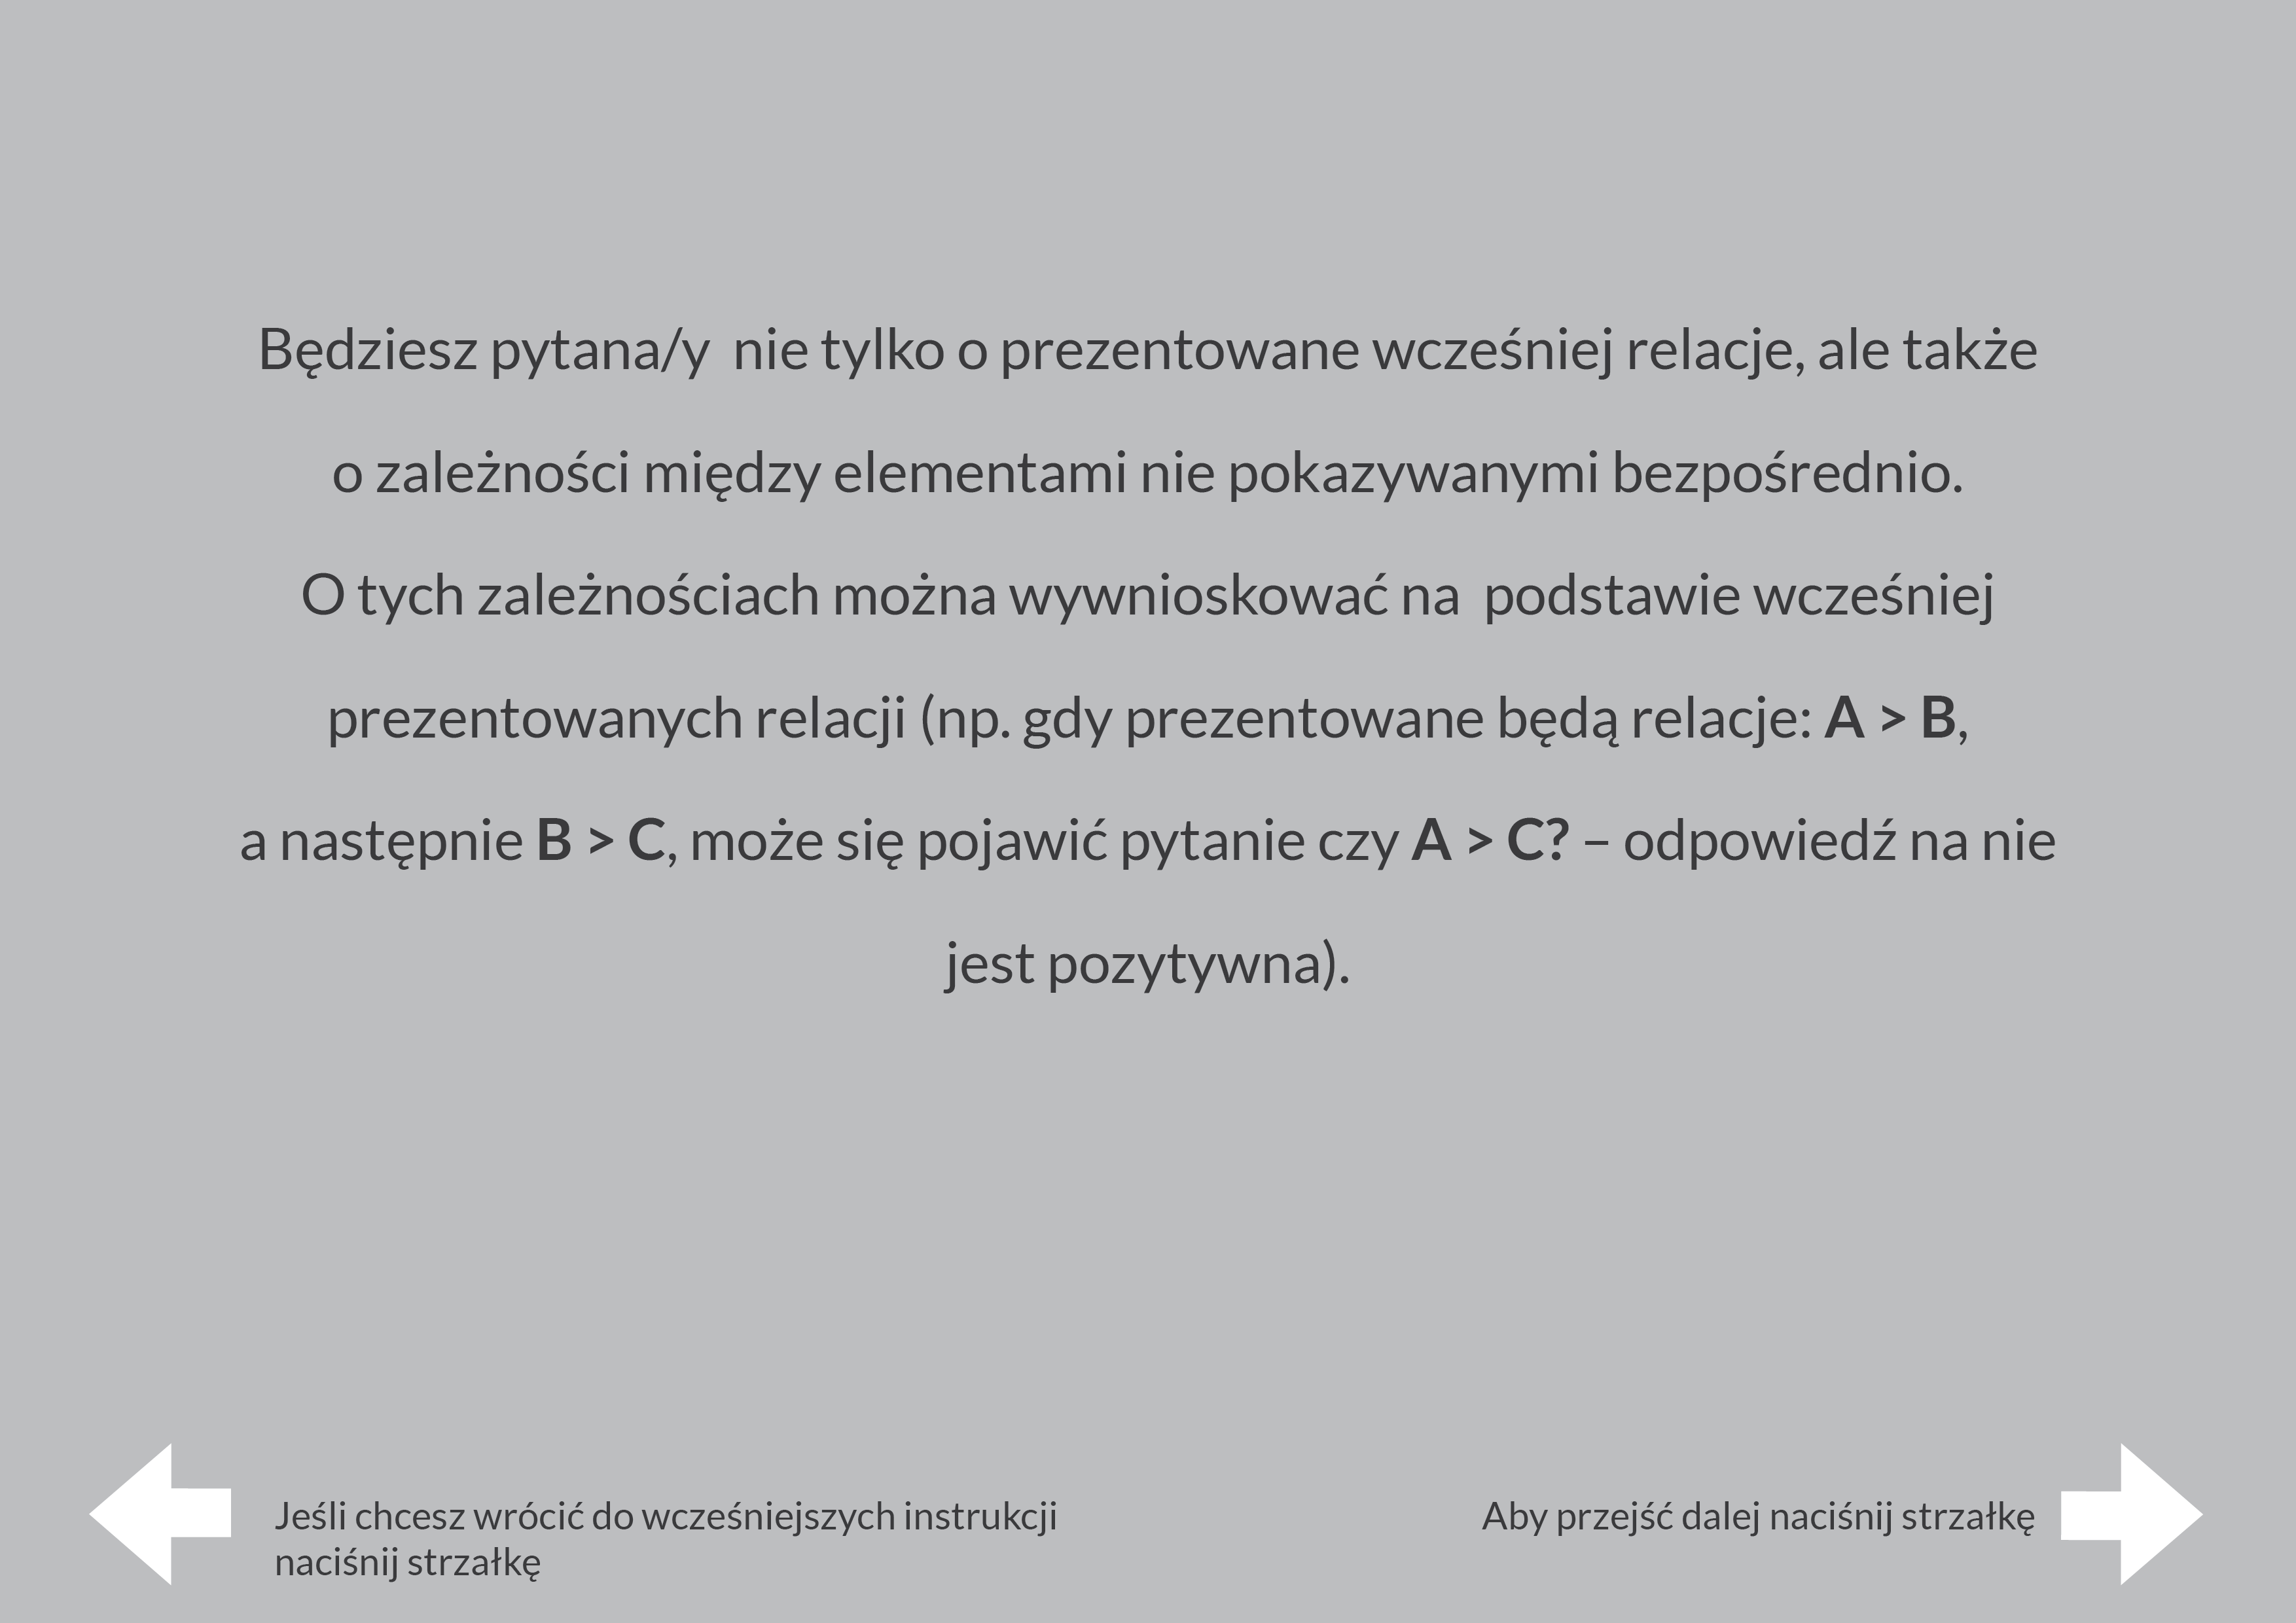 Będziesz pytana/y  nie tylko o prezentowane wcześniej relacje, ale także
o zależności między elementami nie pokazywanymi bezpośrednio.
O tych zależnościach można wywnioskować na  podstawie wcześniej
prezentowanych relacji (np. gdy prezentowane będą relacje: A > B,
a następnie B > C, może się pojawić pytanie czy A > C? – odpowiedź na nie
jest pozytywna).
Jeśli chcesz wrócić do wcześniejszych instrukcji
naciśnij strzałkę
Aby przejść dalej naciśnij strzałkę